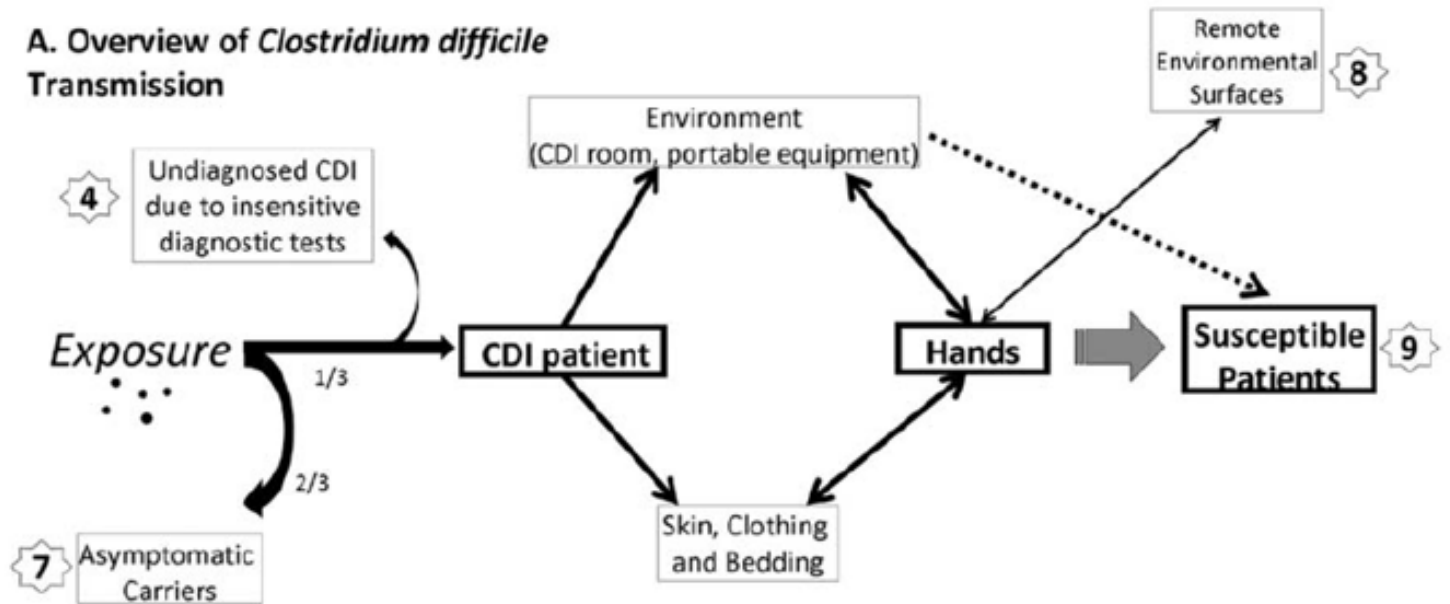 A. Overview of Clostridium difficile
Transmission
Remote
Environmental
Surfaces
8
Environment
(CDI room, portable equipment)
4
Undiagnosed CDI
due to insensitive
diagnostic tests
Exposure
1/3
2/3
CDI patient
Hands
Susceptible
Patients
9
Skin, Clothing
and Bedding
7
Asymptomatic
Carriers